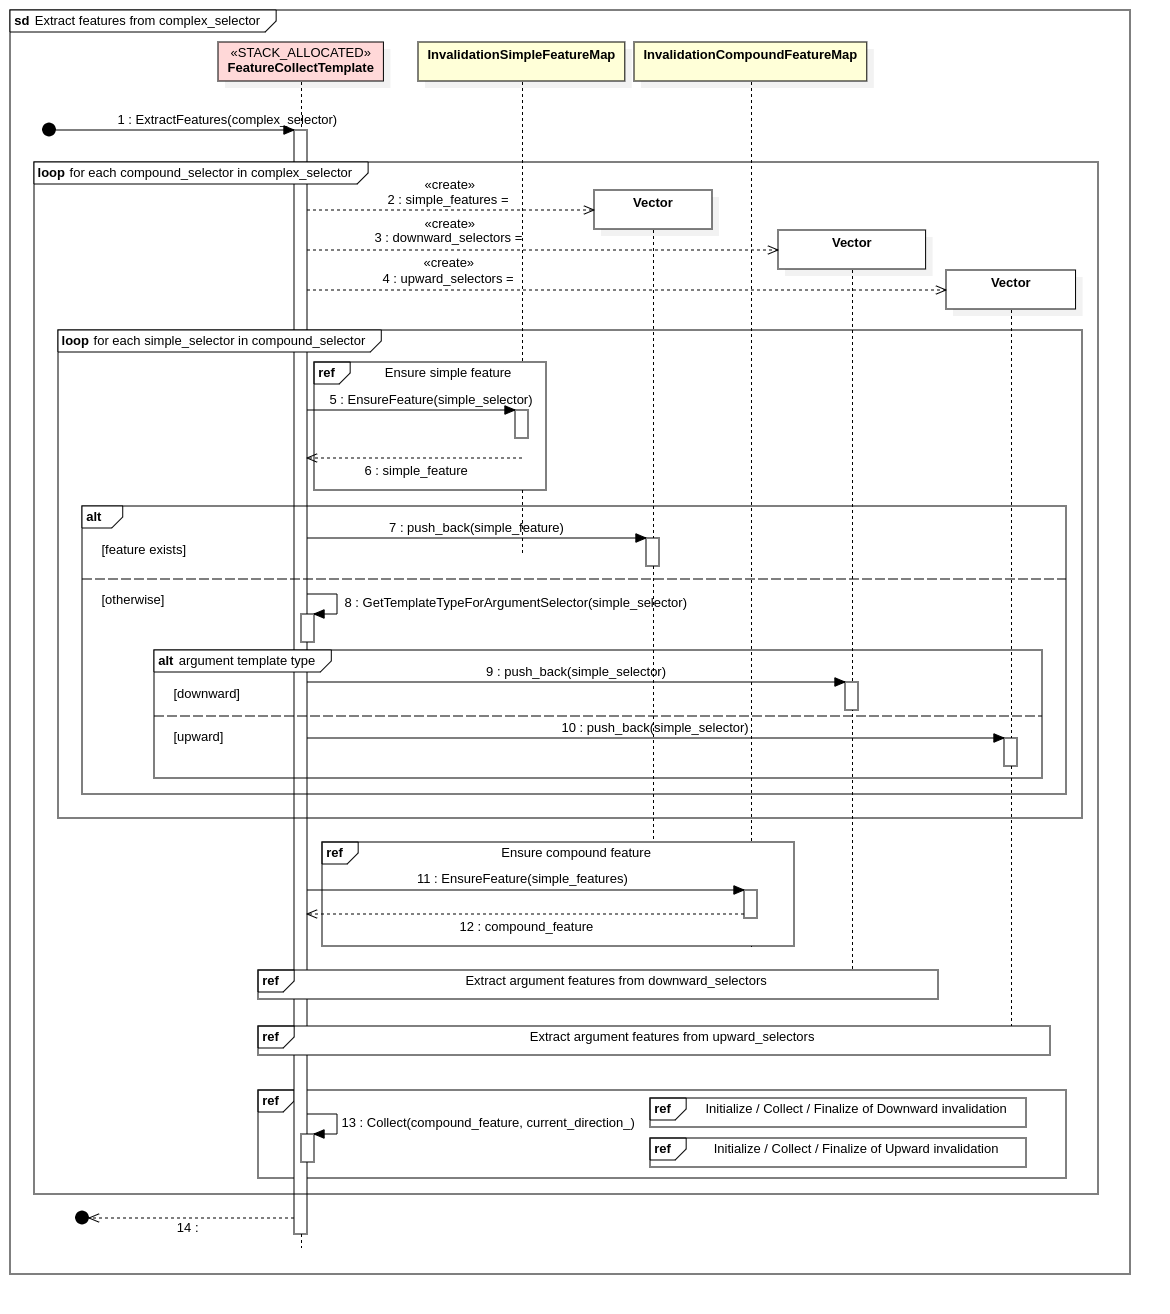 sd Extract features from complex_selector
«STACK_ALLOCATED»
FeatureCollectTemplate
InvalidationSimpleFeatureMap
InvalidationCompoundFeatureMap
1 : ExtractFeatures(complex_selector)
loop for each compound_selector in complex_selector
«create»
2 : simple_features =
Vector
«create»
3 : downward_selectors =
Vector
«create»
4 : upward_selectors =
Vector
loop for each simple_selector in compound_selector
ref Ensure simple feature
5 : EnsureFeature(simple_selector)
6 : simple_feature
alt
7 : push_back(simple_feature)
[feature exists]
[otherwise]
8 : GetTemplateTypeForArgumentSelector(simple_selector)
alt argument template type
9 : push_back(simple_selector)
[downward]
10 : push_back(simple_selector)
[upward]
ref Ensure compound feature
11 : EnsureFeature(simple_features)
12 : compound_feature
ref Extract argument features from downward_selectors
ref Extract argument features from upward_selectors
ref
13 : Collect(compound_feature, current_direction_)
ref Initialize / Collect / Finalize of Downward invalidation
ref Initialize / Collect / Finalize of Upward invalidation
14 :